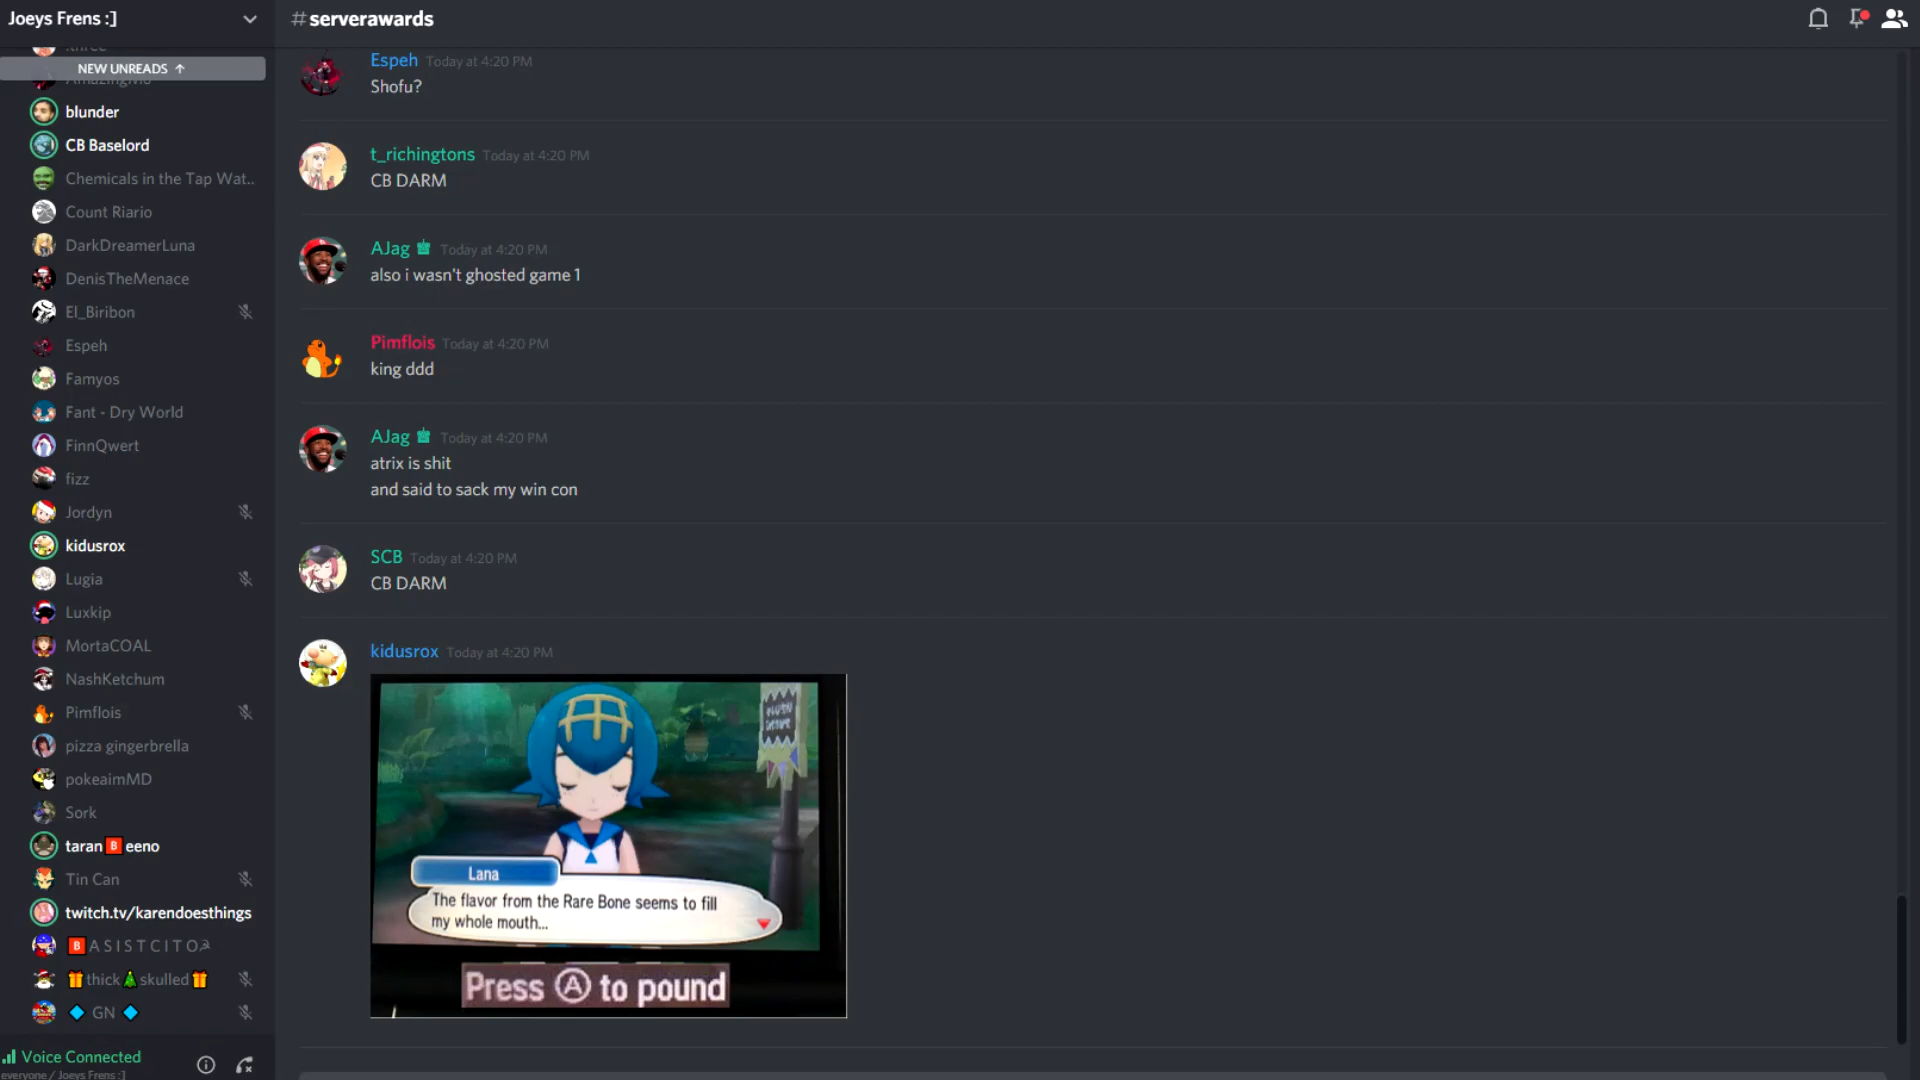 Joeys Frens :]
NEW UNREADS ↑
blunder
CB Baselord
Chemicals in the Tap Wat..
Count Riario
DarkDreamerLuna
DenisTheMenace
El_Biribon
Espeh
Famyos
Fant - Dry World
FinnQwert
fizz
Jordyn
kidusrox
Lugia
Luxkip
MortaCOAL
NashKetchum
Pimflois
pizza gingerbrella
pokeaimMD
Sork
taran🅱eeno
Tin Can
twitch.tv/karendoesthings
🅱A S I S T C I T O☭
🎁thick🎄skulled🎁
🔷 GN 🔷
Voice Connected
everyone / Joeys Frens :]
#serverawards
Espeh Today at 4:20 PM
Shofu?
t_richingtons Today at 4:20 PM
CB DARM
AJag Today at 4:20 PM
also i wasn't ghosted game 1
Pimflois Today at 4:20 PM
king ddd
AJag Today at 4:20 PM
atrix is shit
and said to sack my win con
SCB Today at 4:20 PM
CB DARM
kidusrox Today at 4:20 PM
Lana
The flavor from the Rare Bone seems to fill
my whole mouth...
Press Ⓐ to pound